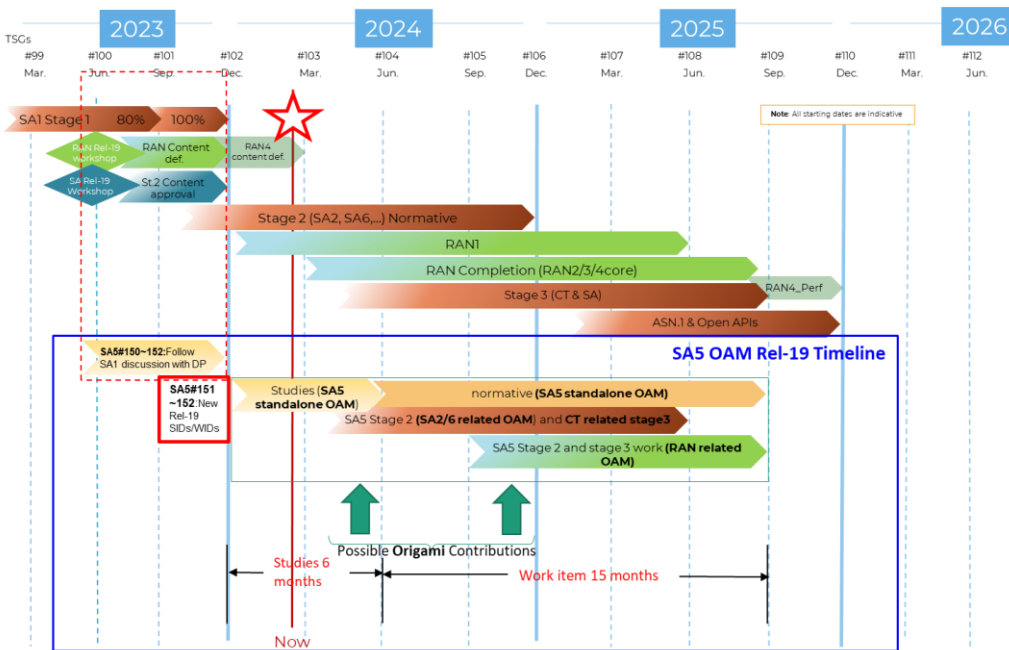 2023
2024
2025
2026
TSGs
#99
#100
#101
#102
#103
#104
#105
#106
#107
#108
#109
#110
#111
#112
Mar.
Jun.
Sep.
Dec.
Mar.
Jun.
Sep.
Dec.
Mar.
Jun.
Sep.
Dec.
Mar.
Jun.
SA1 Stage 1 80% 100%
Note: All starting dates are indicative
RAN Rel-19
workshop
RAN Content
def.
RAN4
content def.
SA Rel-19
Workshop
St.2 Content
approval
Stage 2 (SA2, SA6,...) Normative
RAN1
RAN Completion (RAN2/3/4core)
RAN4_Perf
Stage 3 (CT & SA)
ASN.1 & Open APIs
SA5 OAM Rel-19 Timeline
SA5#150~152:Follow
SA1 discussion with DP
SA5#151
~152:New
Rel-19
SIDs/WIDs
Studies (SA5
standalone OAM)
normative (SA5 standalone OAM)
SA5 Stage 2 (SA2/6 related OAM) and CT related stage3
SA5 Stage 2 and stage 3 work (RAN related
OAM)
Possible Origami Contributions
Studies 6
months
Work item 15 months
Now